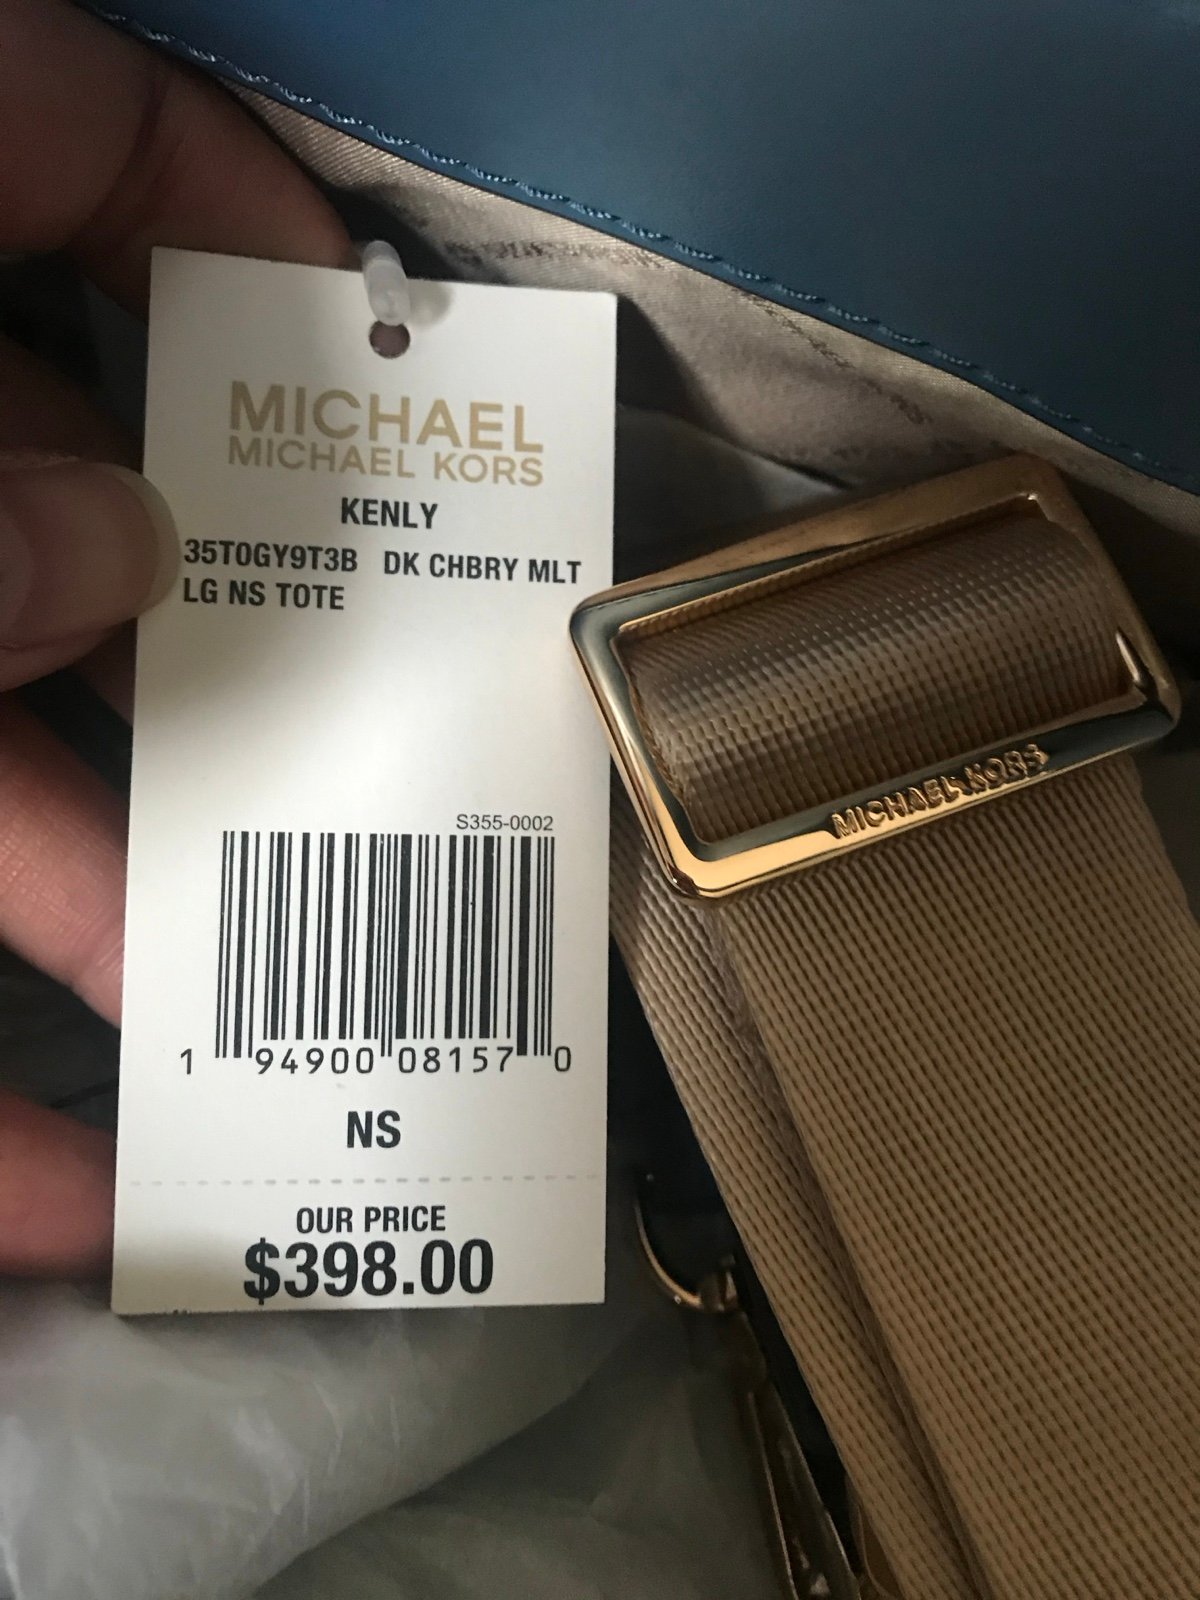 MICHAEL
MICHAEL KORS
KENLY
35T0GY9T3B DK CHBRY MLT
LG NS TOTE
S355-0002
1 94900 08157 0
NS
OUR PRICE
$398.00
MICHAEL KORS